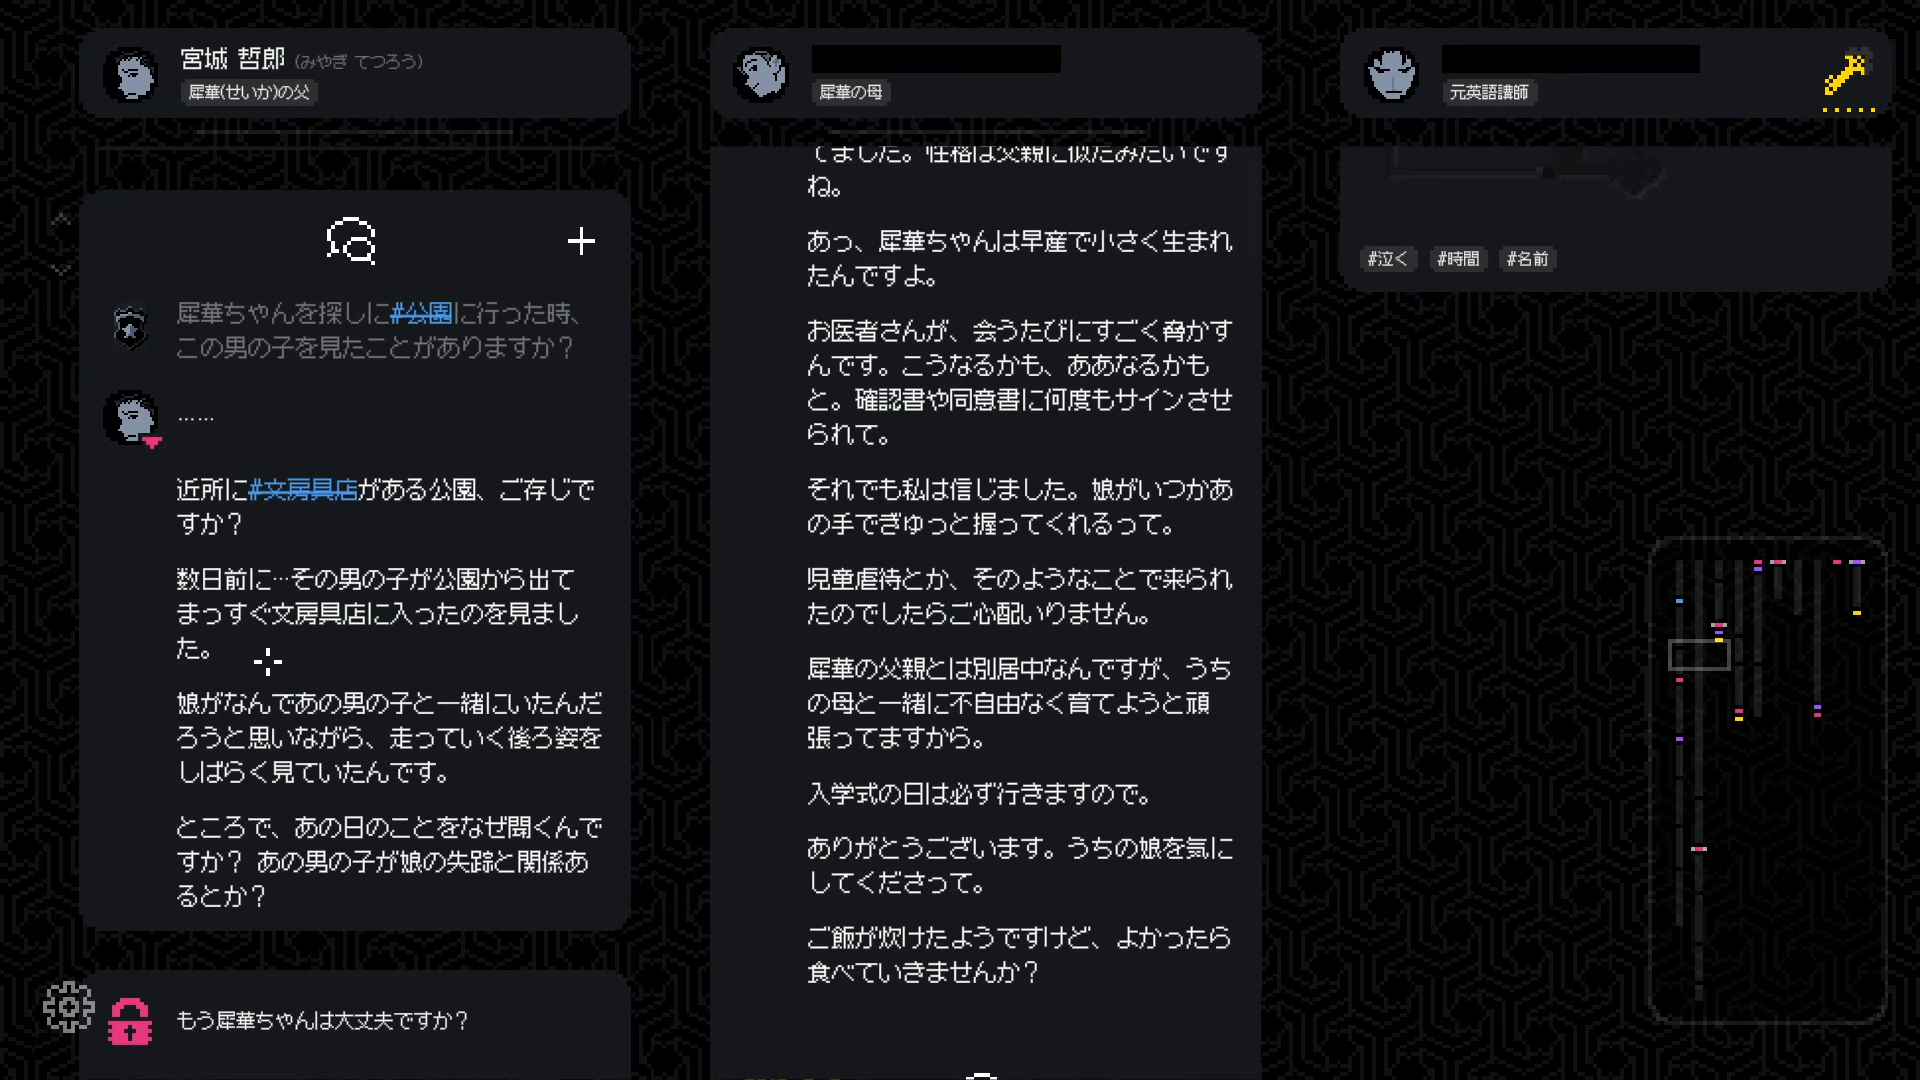 宮城 哲郎 (みやぎ てつろう)
犀華(せいか)の父
犀華ちゃんを探しに#公園に行った時、
この男の子を見たことがありますか？
……
近所に#文房具店がある公園、ご存じで
すか？
数日前に…その男の子が公園から出て
まっすぐ文房具店に入ったのを見まし
た。
娘がなんであの男の子と一緒にいたんだ
ろうと思いながら、走っていく後ろ姿を
しばらく見ていたんです。
ところで、あの日のことをなぜ聞くんで
すか？ あの男の子が娘の失踪と関係あ
るとか？
もう犀華ちゃんは大丈夫ですか？
犀華の母
てました。性格は父親に似たみたいです
ね。
あっ、犀華ちゃんは早産で小さく生まれ
たんですよ。
お医者さんが、会うたびにすごく脅かす
んです。こうなるかも、ああなるかも
と。確認書や同意書に何度もサインさせ
られて。
それでも私は信じました。娘がいつかあ
の手でぎゅっと握ってくれるって。
児童虐待とか、そのようなことで来られ
たのでしたらご心配いりません。
犀華の父親とは別居中なんですが、うち
の母と一緒に不自由なく育てようと頑
張ってますから。
入学式の日は必ず行きますので。
ありがとうございます。うちの娘を気に
してくださって。
ご飯が炊けたようですけど、よかったら
食べていきませんか？
元英語講師
#泣く #時間 #名前